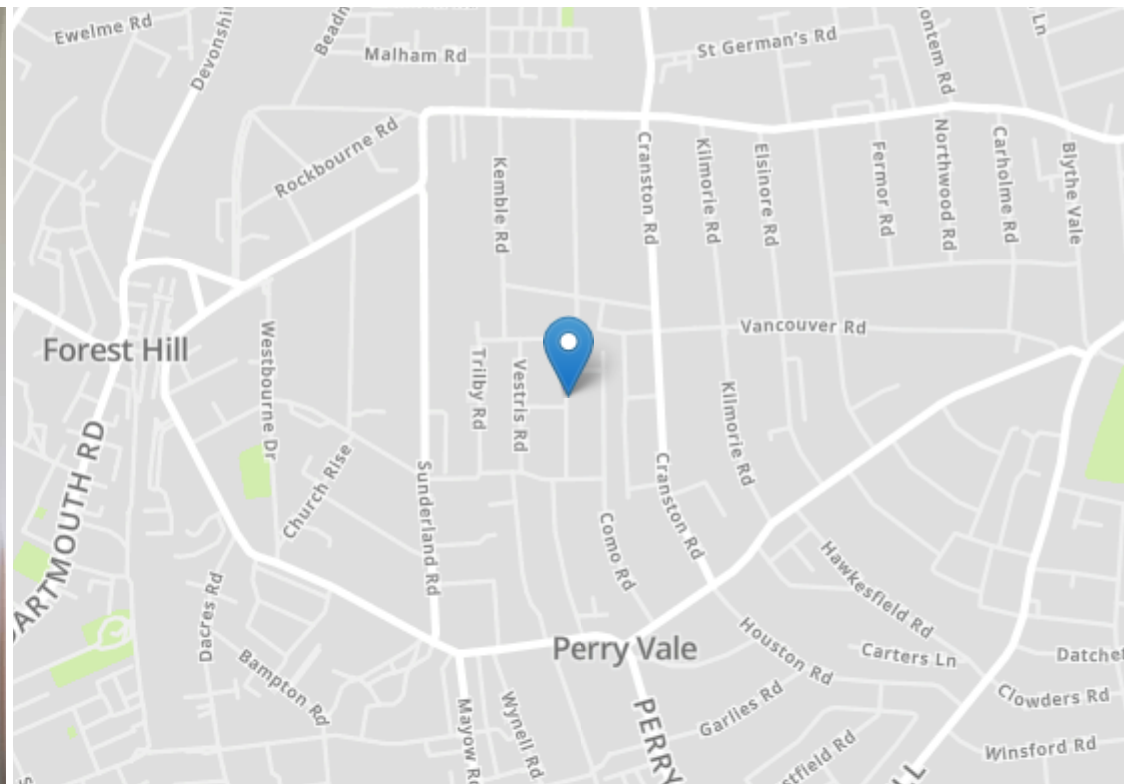 Ewelme Rd
Malham Rd
St German's Rd
Rockbourne Rd
Kemble Rd
Cranston Rd
Kilmorie Rd
Elsinore Rd
Fermor Rd
Northwood Rd
Carholme Rd
Blythe Vale
Forest Hill
Westbourne Dr
Trilby Rd
Vestris Rd
Vancouver Rd
Kilmorie Rd
DARTMOUTH RD
Church Rise
Sunderland Rd
Cranston Rd
Como Rd
Hawkesfield Rd
Dacres Rd
Bampton Rd
Perry Vale
Houston Rd
Carters Ln
Clowders Rd
Mayow Rd
Wynell Rd
PERRY
Garlies Rd
Winsford Rd